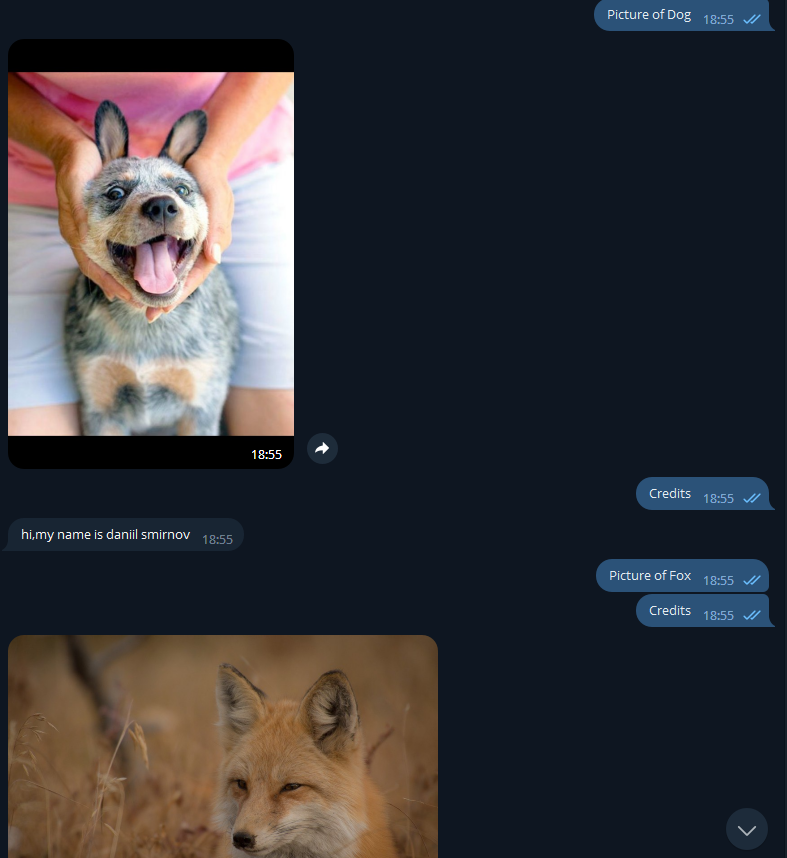 Picture of Dog 18:55
18:55
Credits 18:55
hi,my name is daniil smirnov 18:55
Picture of Fox 18:55
Credits 18:55